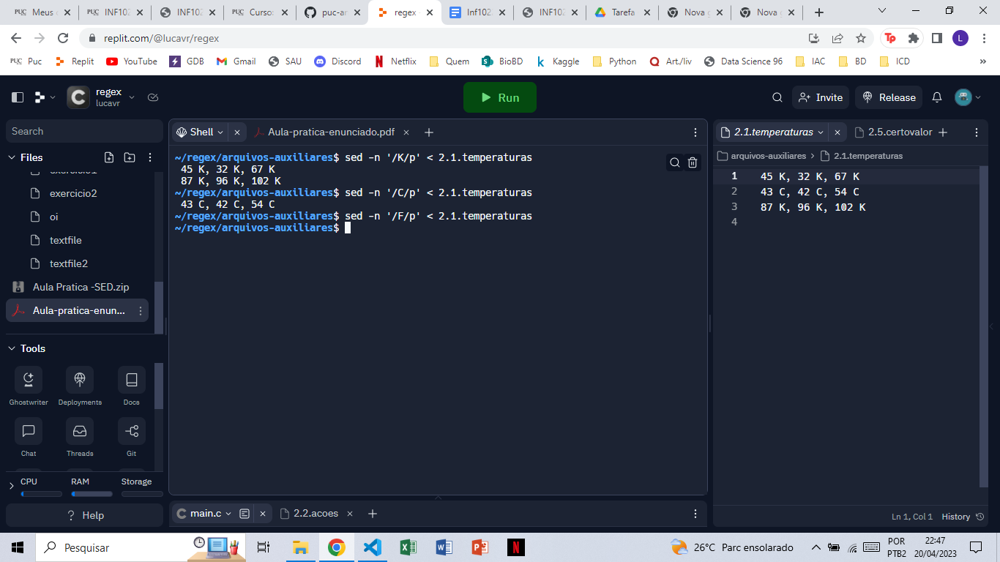 Meus
INF102
INF102
Curso
puc-ar
regex
Inf102
INF102
Tarefa
Nova g
Nova g
replit.com/@lucavr/regex
Tp
L
PUC Puc
Replit
YouTube
GDB
Gmail
SAU
Discord
Netflix
Quem
BioBD
Kaggle
Python
Art./liv
Data Science 96
IAC
BD
ICD
regex
lucavr
Run
Invite
Release
Search
Files
exercicio1
exercicio2
oi
textfile
textfile2
Aula Pratica -SED.zip
Aula-pratica-enun...
Tools
Ghostwriter
Deployments
Docs
Chat
Threads
Git
CPU
RAM
Storage
Help
Shell
Aula-pratica-enunciado.pdf
~/regex/arquivos-auxiliares$ sed -n '/K/p' < 2.1.temperaturas
45 K, 32 K, 67 K
87 K, 96 K, 102 K
~/regex/arquivos-auxiliares$ sed -n '/C/p' < 2.1.temperaturas
43 C, 42 C, 54 C
~/regex/arquivos-auxiliares$ sed -n '/F/p' < 2.1.temperaturas
~/regex/arquivos-auxiliares$
main.c
2.2.acoes
2.1.temperaturas
2.5.certovalor
arquivos-auxiliares > 2.1.temperaturas
1 45 K, 32 K, 67 K
2 43 C, 42 C, 54 C
3 87 K, 96 K, 102 K
4
Ln 1, Col 1
History
Pesquisar
26°C Parc ensolarado
POR
PTB2
22:47
20/04/2023